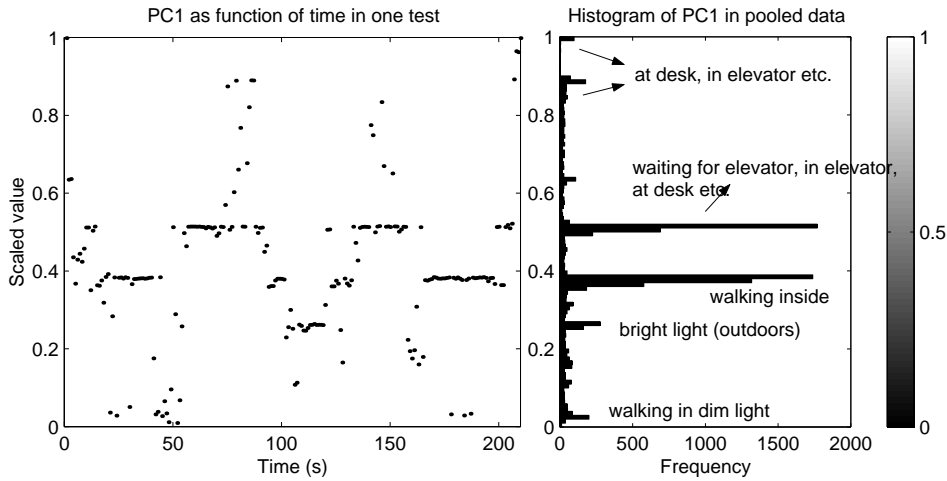 PC1 as function of time in one test
Scaled value
1
0.8
0.6
0.4
0.2
0
0
50
100
150
200
Time (s)
Histogram of PC1 in pooled data
1
0.8
0.6
0.4
0.2
0
at desk, in elevator etc.
waiting for elevator, in elevator,
at desk etc.
walking inside
bright light (outdoors)
walking in dim light
0
500
1000
1500
2000
Frequency
1
0.5
0